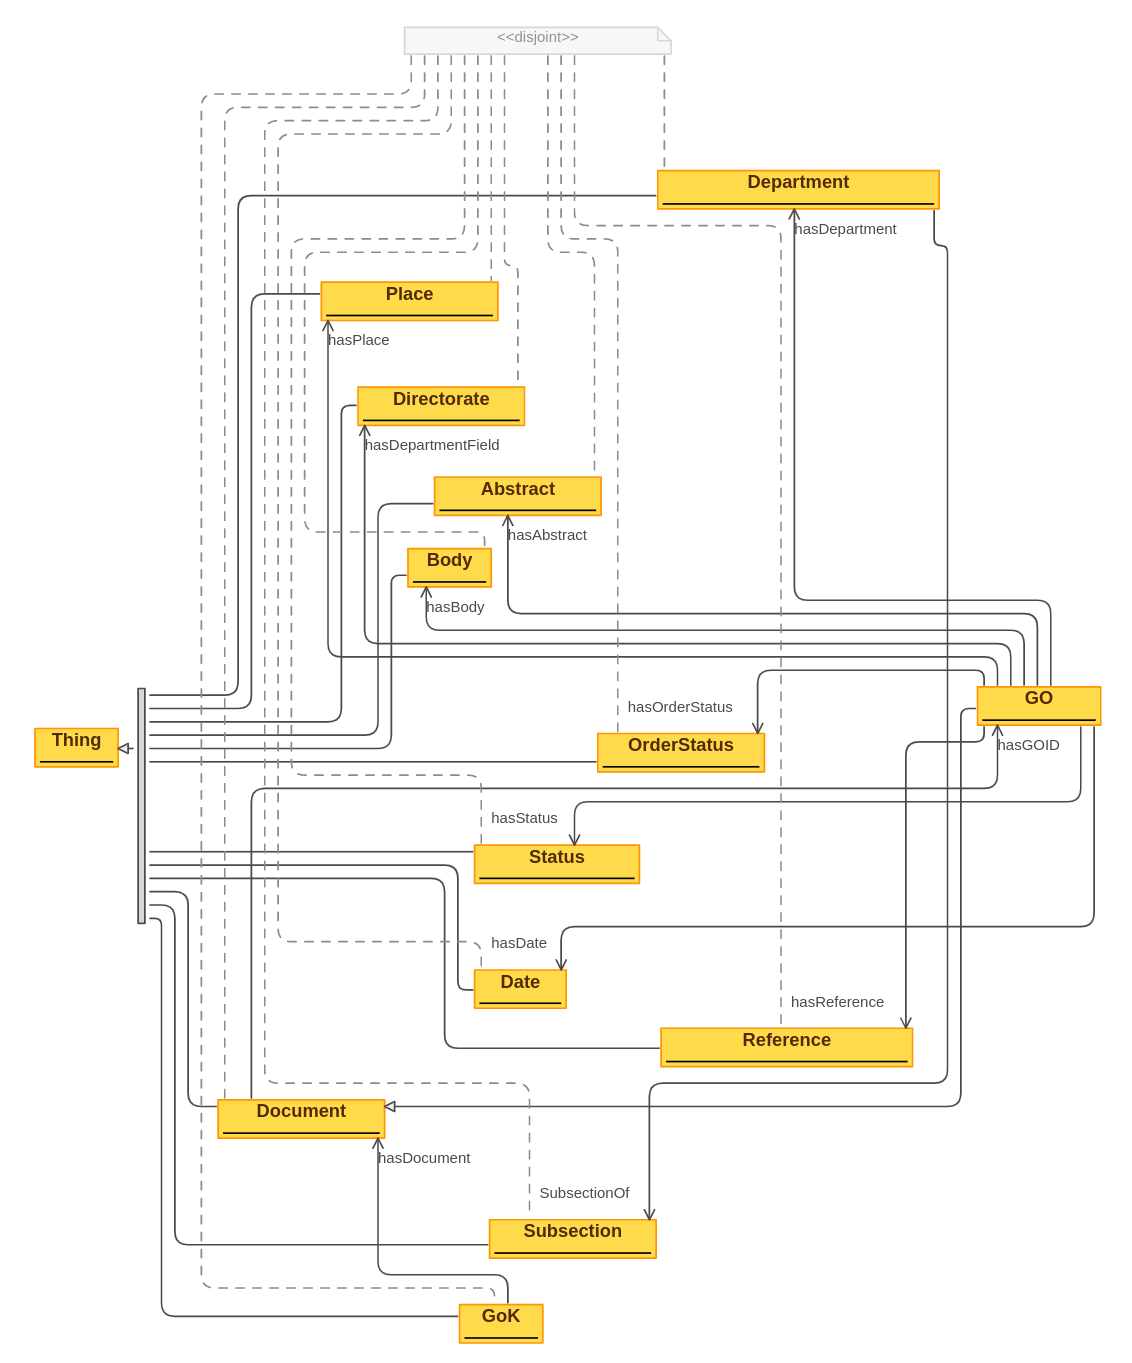 <<disjoint>>
Department
hasDepartment
Place
hasPlace
Directorate
hasDepartmentField
Abstract
hasAbstract
Body
hasBody
GO
hasOrderStatus
Thing
OrderStatus
hasGOID
hasStatus
Status
hasDate
Date
hasReference
Reference
Document
hasDocument
SubsectionOf
Subsection
GoK